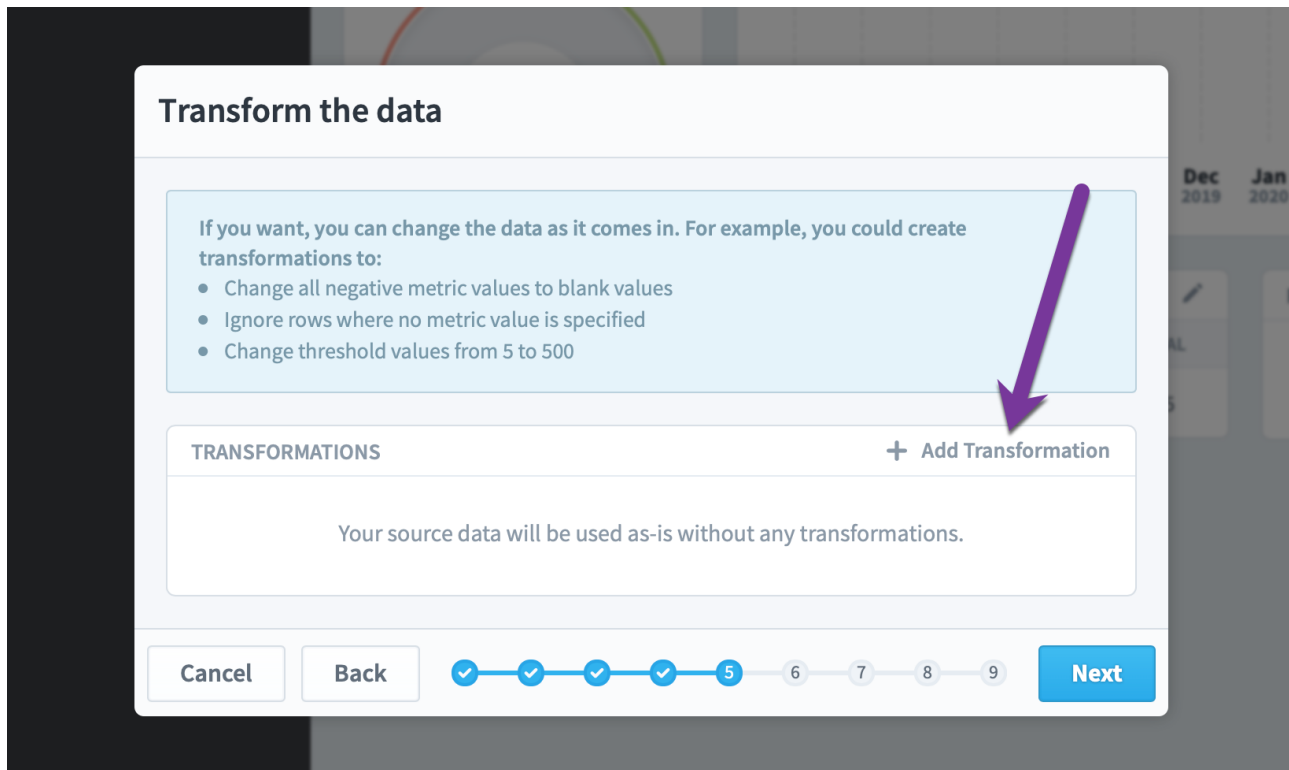 Transform the data
Dec
2019
Jan
2020
If you want, you can change the data as it comes in. For example, you could create
transformations to:
Change all negative metric values to blank values
Ignore rows where no metric value is specified
Change threshold values from 5 to 500
TRANSFORMATIONS
+ Add Transformation
Your source data will be used as-is without any transformations.
Cancel
Back
5
6
7
8
9
Next